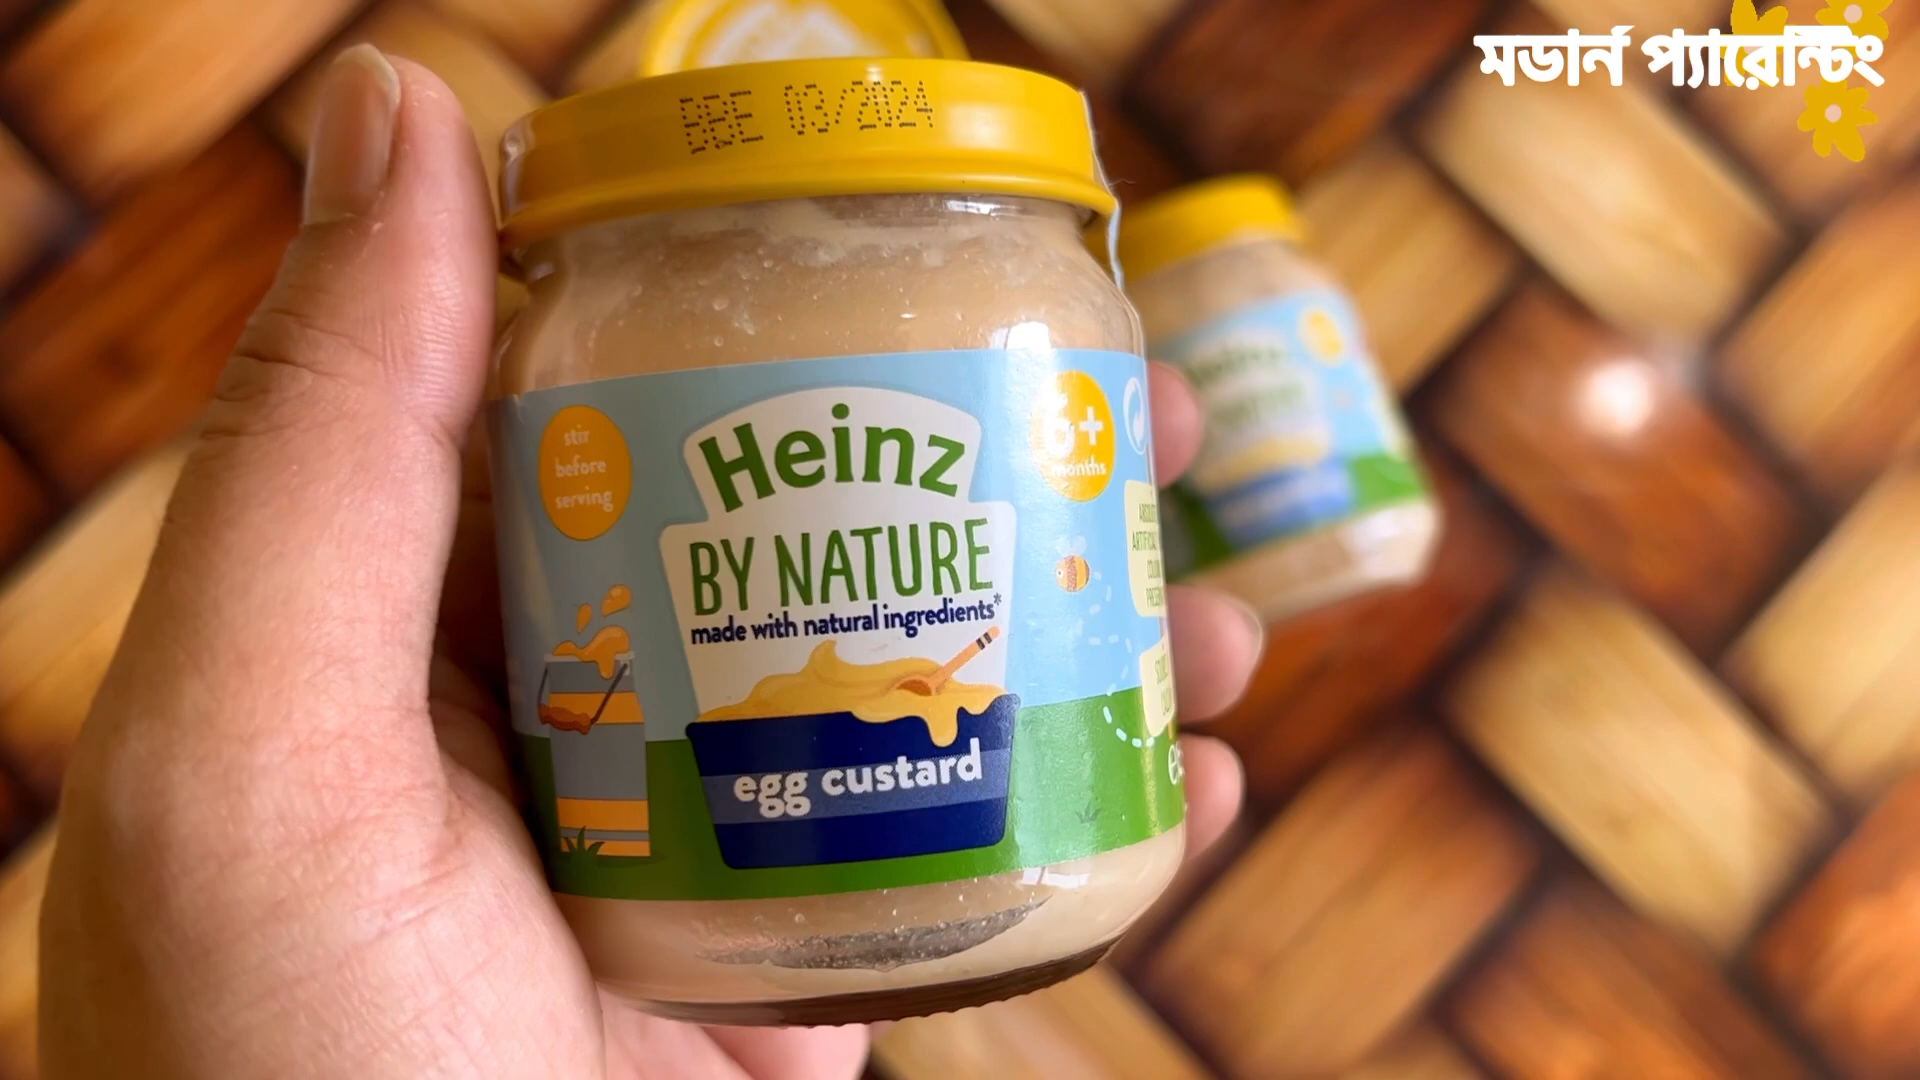 মডার্ন প্যারেন্টিং
BBE 03/2024
stir
before
serving
Heinz
6+
months
BY NATURE
made with natural ingredients*
egg custard